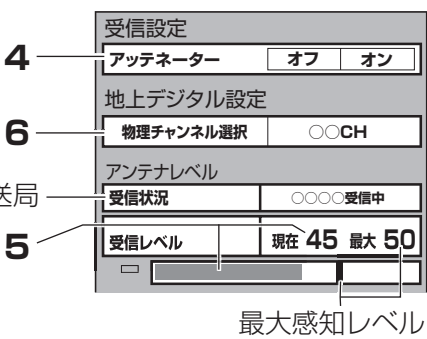 受信設定
4 アッテネーター オフ オン
地上デジタル設定
6 物理チャンネル選択 ○○CH
アンテナレベル
送局 受信状況 ○○○○受信中
5 受信レベル 現在 45 最大 50
最大感知レベル